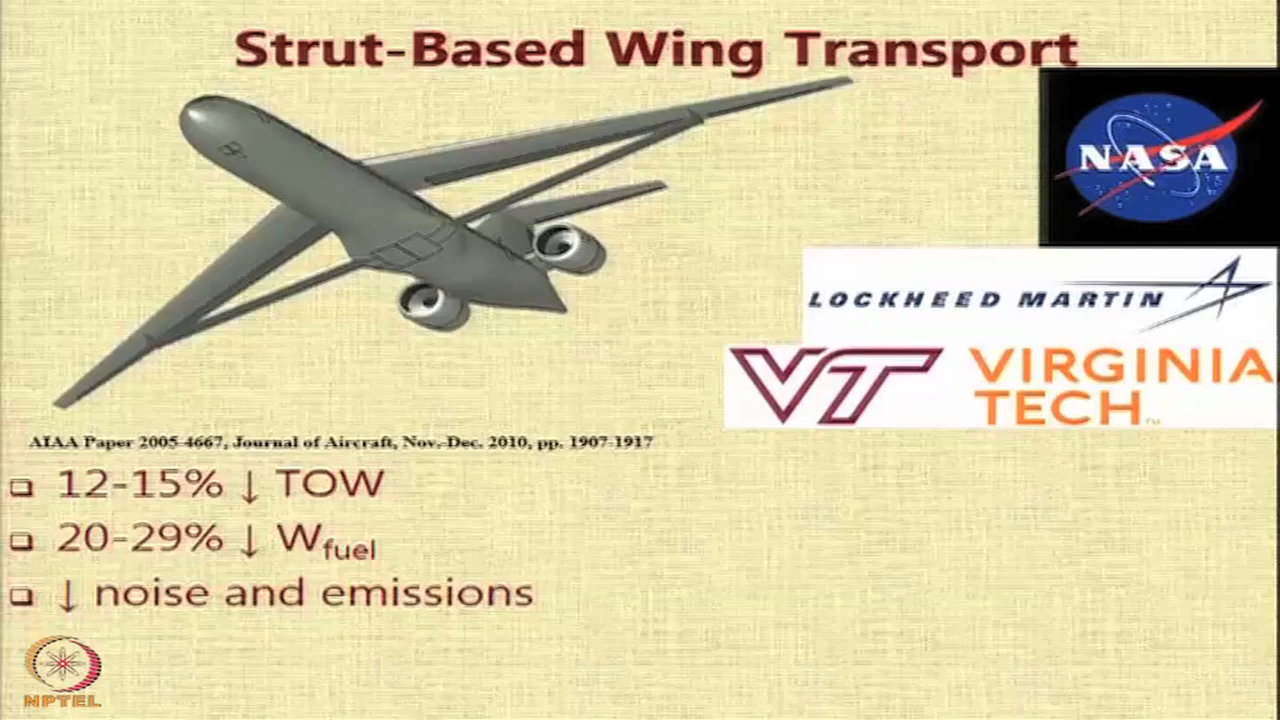 Strut-Based Wing Transport
NASA
LOCKHEED MARTIN
VT VIRGINIA
TECH
AIAA Paper 2005-4667, Journal of Aircraft, Nov.-Dec. 2010, pp. 1907-1917
12-15% ↓ TOW
20-29% ↓ Wfuel
↓ noise and emissions
NPTEL